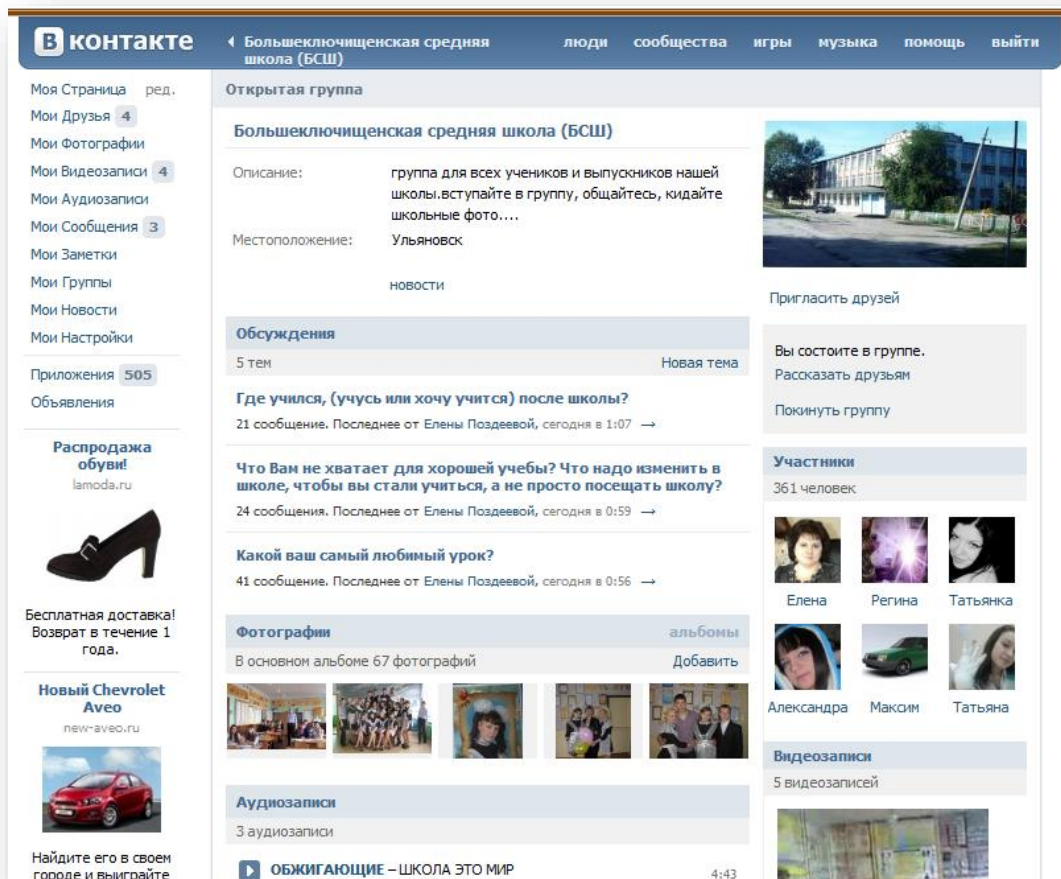 В контакте
Большеключищенская средняя
школа (БСШ)
люди сообщества игры музыка помощь выйти
Моя Страница ред.
Мои Друзья 4
Мои Фотографии
Мои Видеозаписи 4
Мои Аудиозаписи
Мои Сообщения 3
Мои Заметки
Мои Группы
Мои Новости
Мои Настройки
Приложения 505
Объявления
Распродажа
обуви!
lamoda.ru
Бесплатная доставка!
Возврат в течение 1
года.
Новый Chevrolet
Aveo
new-aveo.ru
Найдите его в своем
городе и выиграйте
Открытая группа
Большеключищенская средняя школа (БСШ)
Описание: группа для всех учеников и выпускников нашей
школы.вступайте в группу, общайтесь, кидайте
школьные фото....
Местоположение: Ульяновск
новости
Обсуждения
5 тем Новая тема
Где учился, (учусь или хочу учится) после школы?
21 сообщение. Последнее от Елены Поздеевой, сегодня в 1:07 →
Что Вам не хватает для хорошей учебы? Что надо изменить в
школе, чтобы вы стали учиться, а не просто посещать школу?
24 сообщения. Последнее от Елены Поздеевой, сегодня в 0:59 →
Какой ваш самый любимый урок?
41 сообщение. Последнее от Елены Поздеевой, сегодня в 0:56 →
Фотографии альбомы
В основном альбоме 67 фотографий Добавить
Аудиозаписи
3 аудиозаписи
ОБЖИГАЮЩИЕ – ШКОЛА ЭТО МИР 4:43
Пригласить друзей
Вы состоите в группе.
Рассказать друзьям
Покинуть группу
Участники
361 человек
Елена Регина Татьянка
Александра Максим Татьяна
Видеозаписи
5 видеозаписей